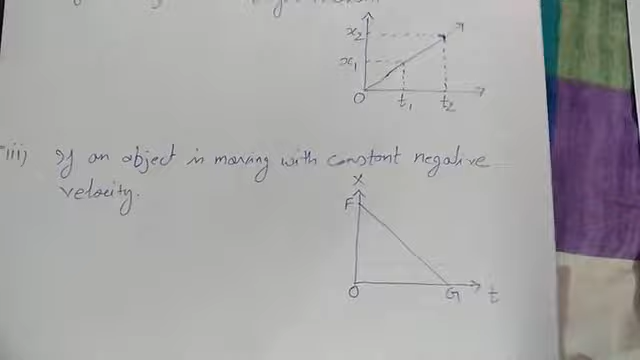 x₂
x₁
O
t₁ t₂
iii) If an object is moving with constant negative
velocity.
X
F
O
G
t